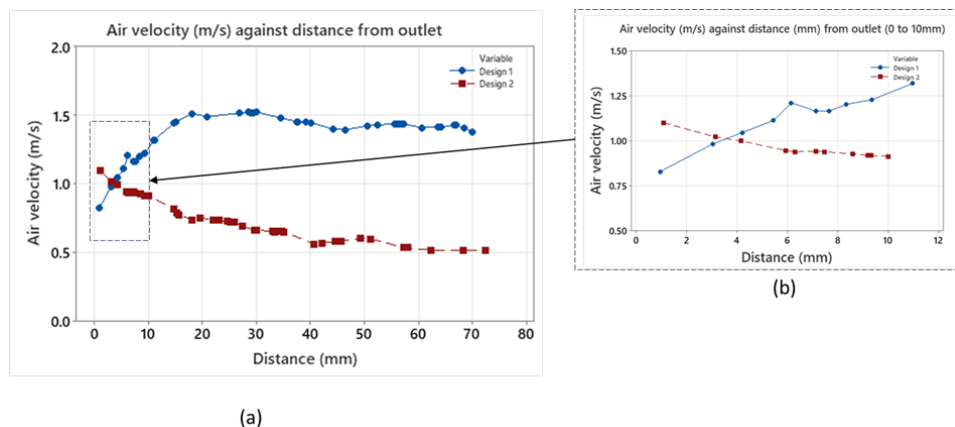 Air velocity (m/s) against distance from outlet
2.0
1.5
1.0
0.5
0.0
Air velocity (m/s)
0 10 20 30 40 50 60 70 80
Distance (mm)
Variable
Design 1
Design 2
(a)
Air velocity (m/s) against distance (mm) from outlet (0 to 10mm)
1.50
1.25
1.00
0.75
0.50
Air velocity (m/s)
0 2 4 6 8 10 12
Distance (mm)
Variable
Design 1
Design 2
(b)